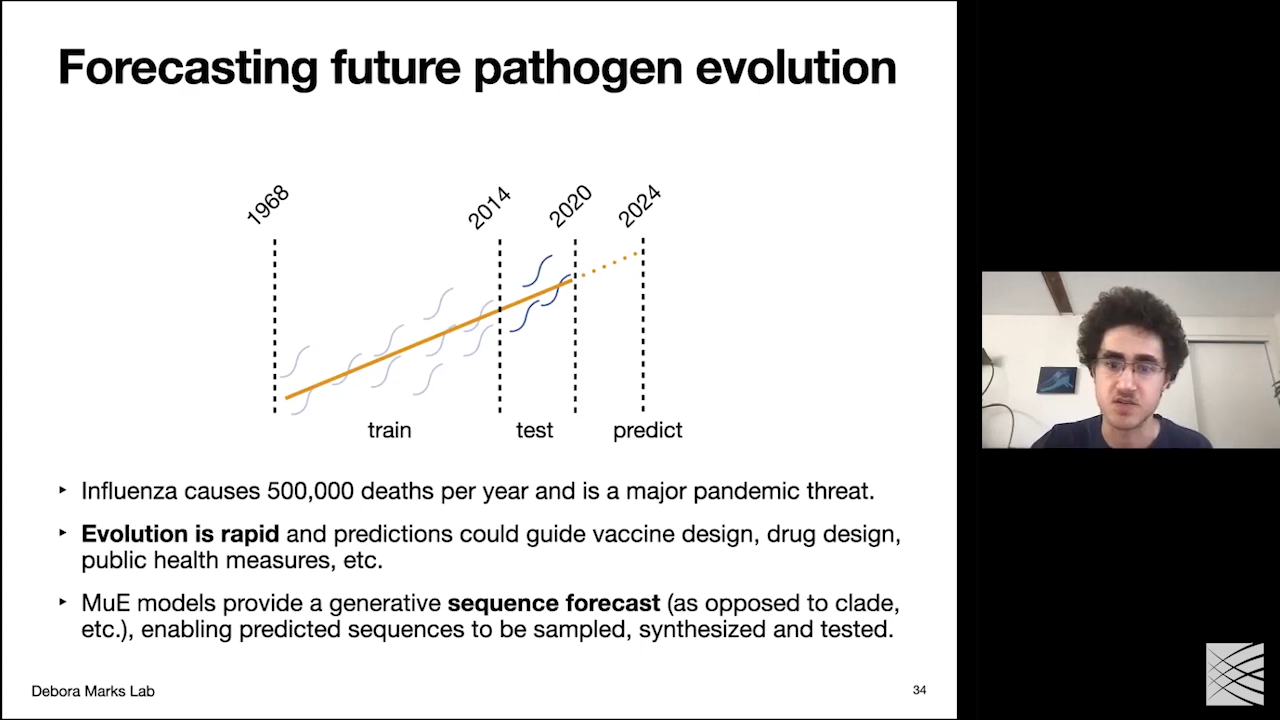 Forecasting future pathogen evolution
1968
2014
2020
2024
train
test
predict
‣ Influenza causes 500,000 deaths per year and is a major pandemic threat.
‣ Evolution is rapid and predictions could guide vaccine design, drug design,
public health measures, etc.
‣ MuE models provide a generative sequence forecast (as opposed to clade,
etc.), enabling predicted sequences to be sampled, synthesized and tested.
Debora Marks Lab
34